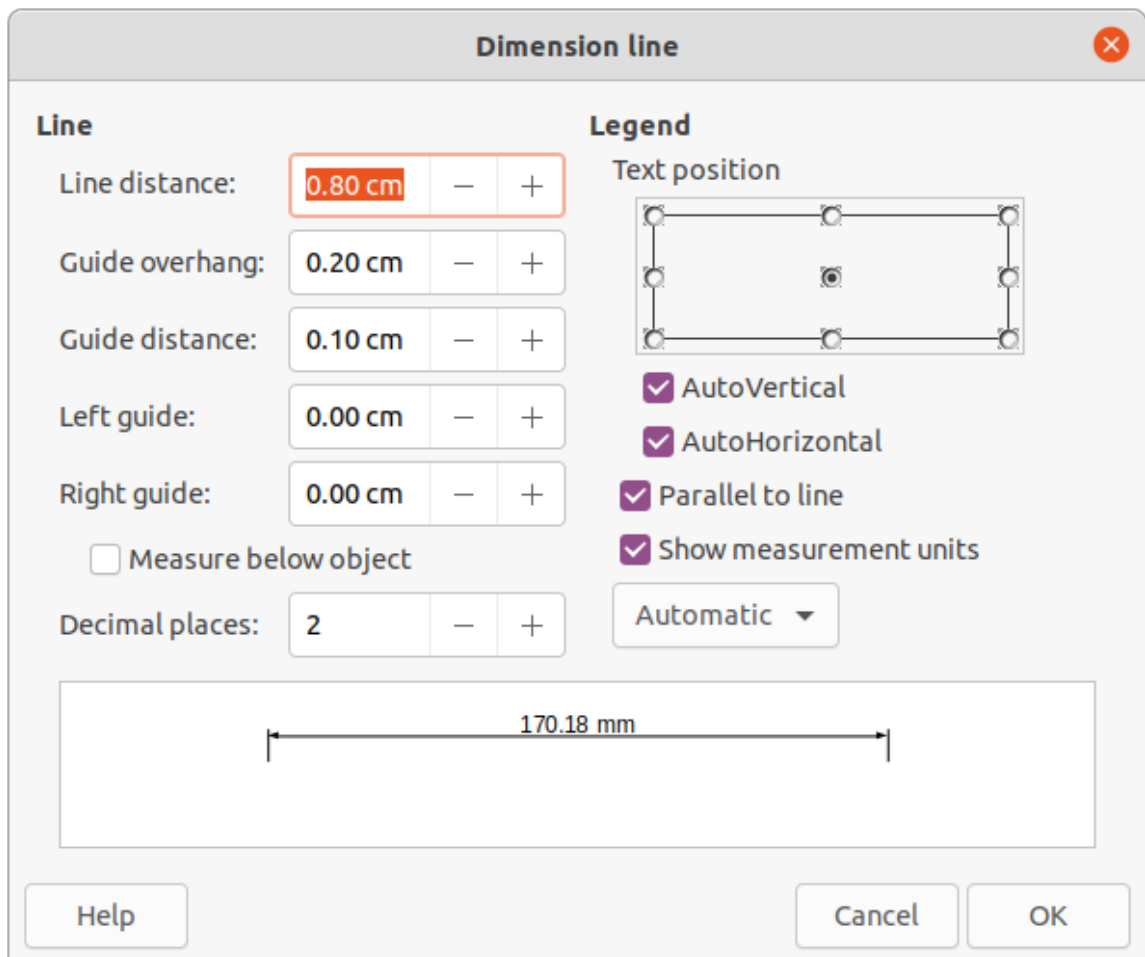 Dimension line
Line
Line distance: 0.80 cm
Guide overhang: 0.20 cm
Guide distance: 0.10 cm
Left guide: 0.00 cm
Right guide: 0.00 cm
Measure below object
Decimal places: 2
Legend
Text position
AutoVertical
AutoHorizontal
Parallel to line
Show measurement units
Automatic
170.18 mm
Help
Cancel
OK